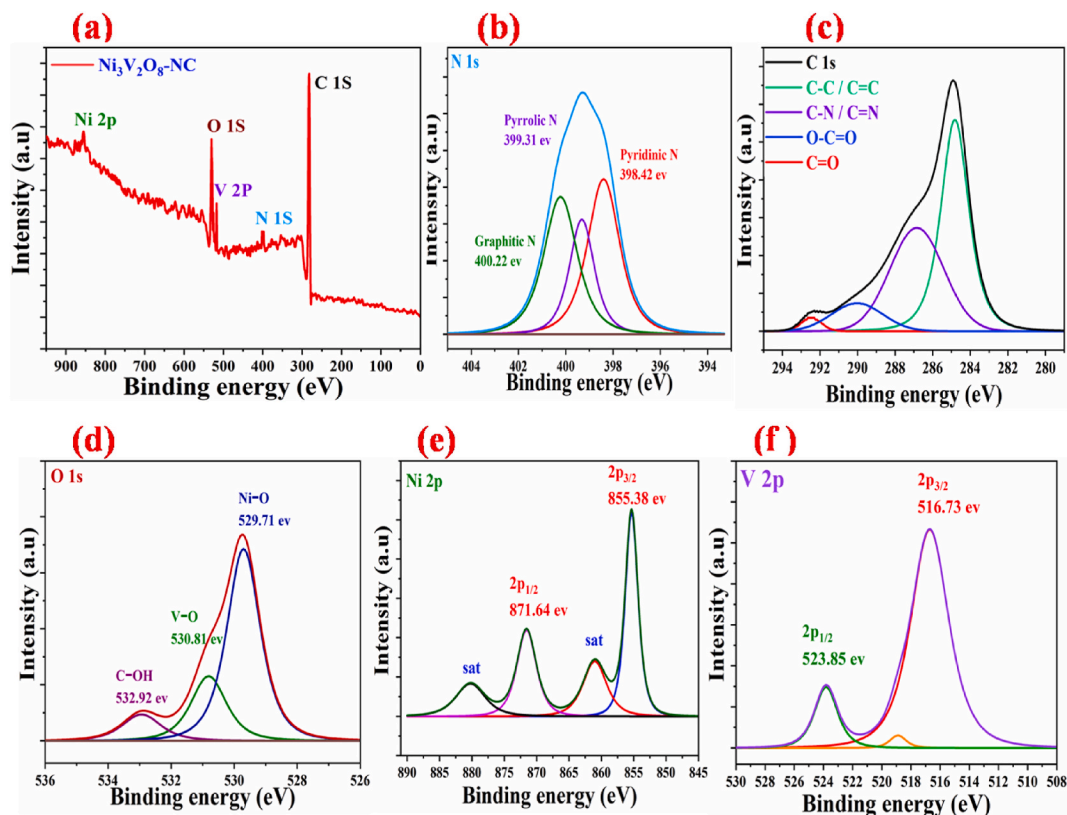 (a)
Ni₃V₂O₈-NC
C 1S
Ni 2p
O 1S
V 2P
N 1S
Intensity (a.u)
900 800 700 600 500 400 300 200 100 0
Binding energy (eV)
(b)
N 1s
Pyrrolic N
399.31 ev
Pyridinic N
398.42 ev
Graphitic N
400.22 ev
Intensity (a.u)
404 402 400 398 396 394
Binding energy (eV)
(c)
C 1s
C-C / C=C
C-N / C=N
O-C=O
C=O
Intensity (a.u)
294 292 290 288 286 284 282 280
Binding energy (eV)
(d)
O 1s
Ni-O
529.71 ev
V-O
530.81 ev
C-OH
532.92 ev
Intensity (a.u)
536 534 532 530 528 526
Binding energy (eV)
(e)
Ni 2p
2p₃/₂
855.38 ev
2p₁/₂
871.64 ev
sat
sat
Intensity (a.u)
890 885 880 875 870 865 860 855 850 845
Binding energy (eV)
(f)
V 2p
2p₃/₂
516.73 ev
2p₁/₂
523.85 ev
Intensity (a.u)
530 528 526 524 522 520 518 516 514 512 510 508
Binding energy (eV)